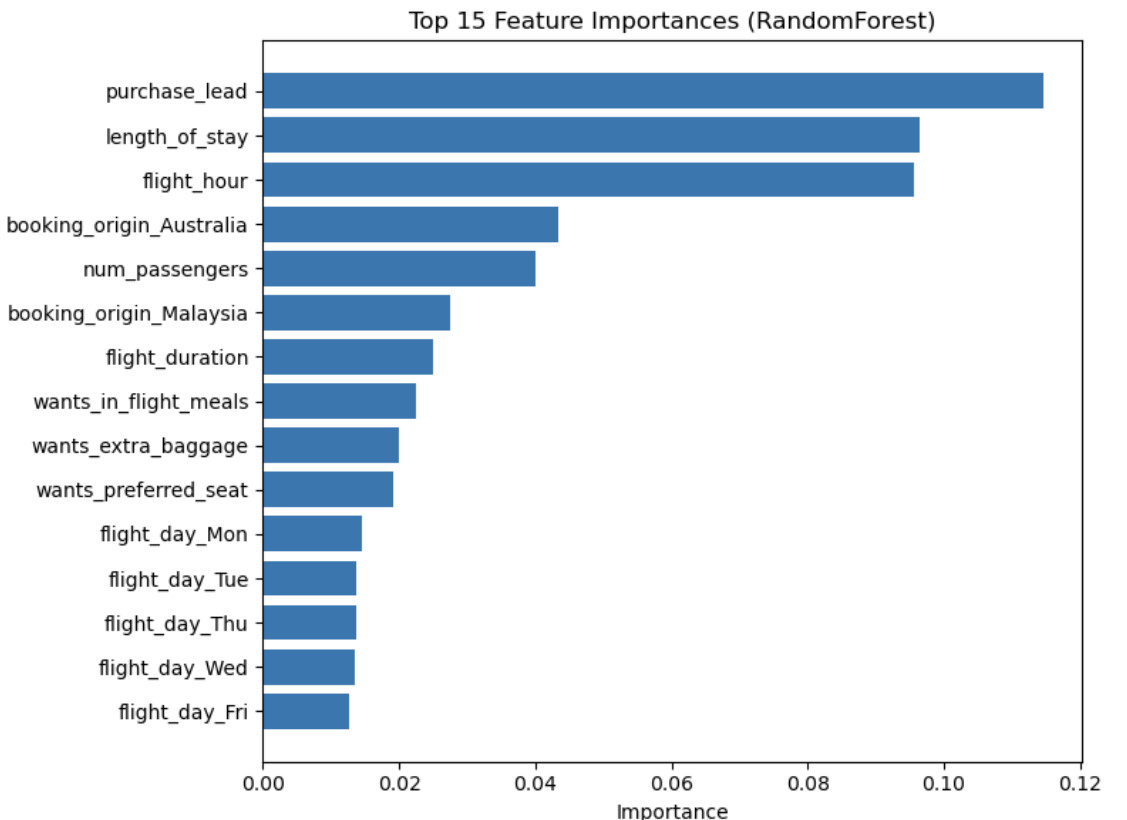 Top 15 Feature Importances (RandomForest)
purchase_lead
length_of_stay
flight_hour
booking_origin_Australia
num_passengers
booking_origin_Malaysia
flight_duration
wants_in_flight_meals
wants_extra_baggage
wants_preferred_seat
flight_day_Mon
flight_day_Tue
flight_day_Thu
flight_day_Wed
flight_day_Fri
0.00 0.02 0.04 0.06 0.08 0.10 0.12
Importance